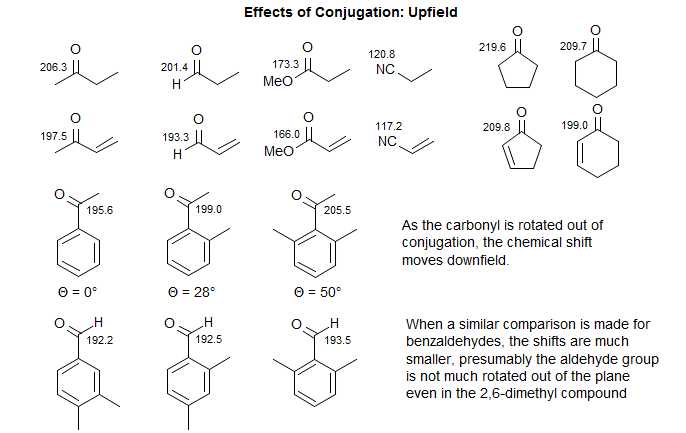 Effects of Conjugation: Upfield
O O O 120.8 O O
206.3 201.4 173.3 NC 219.6 209.7
H MeO
O O O 117.2 O O
197.5 193.3 166.0 NC 209.8 199.0
H MeO
O O O
195.6 199.0 205.5
As the carbonyl is rotated out of
conjugation, the chemical shift
moves downfield.
Θ = 0° Θ = 28° Θ = 50°
O H O H O H
192.2 192.5 193.5
When a similar comparison is made for
benzaldehydes, the shifts are much
smaller, presumably the aldehyde group
is not much rotated out of the plane
even in the 2,6-dimethyl compound